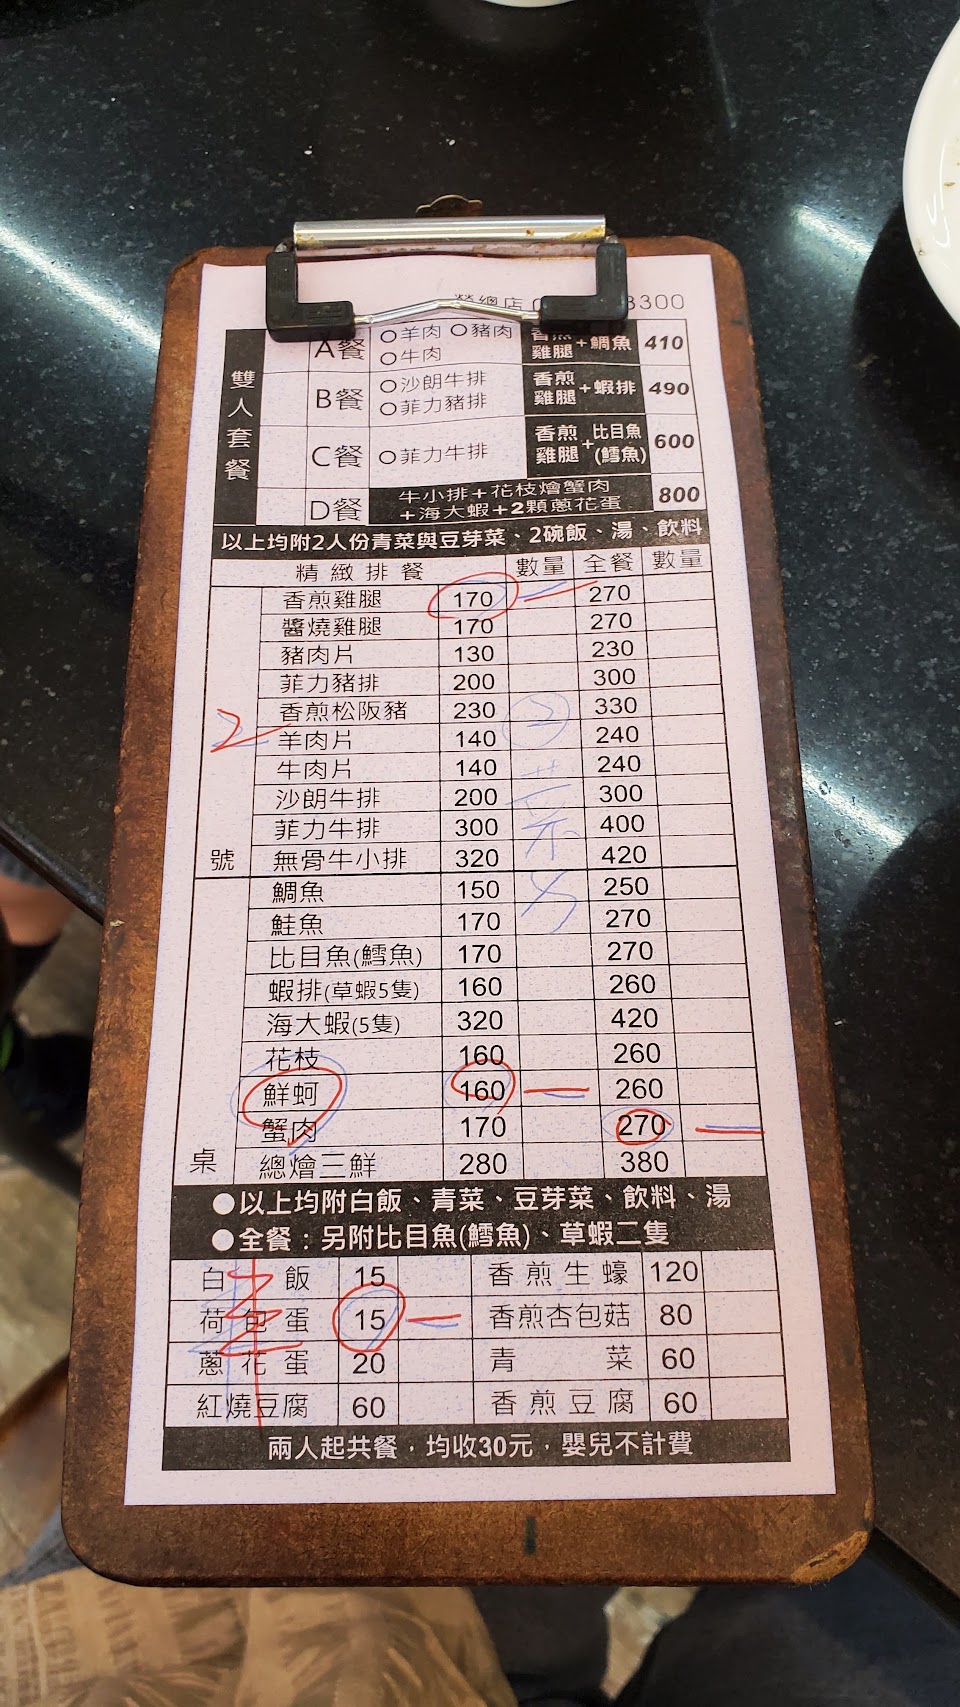 榮總店 3300
雙人套餐
A餐 ○羊肉 ○豬肉 ○牛肉 香煎雞腿+鯛魚 410
B餐 ○沙朗牛排 ○菲力豬排 香煎雞腿+蝦排 490
C餐 ○菲力牛排 香煎雞腿+比目魚(鱈魚) 600
D餐 牛小排+花枝燴蟹肉+海大蝦+2顆蔥花蛋 800
以上均附2人份青菜與豆芽菜、2碗飯、湯、飲料
精緻排餐 數量 全餐 數量
香煎雞腿 170 270
醬燒雞腿 170 270
豬肉片 130 230
菲力豬排 200 300
香煎松阪豬 230 330
2
羊肉片 140 240
牛肉片 140 240
沙朗牛排 200 300
菲力牛排 300 400
號 無骨牛小排 320 420
鯛魚 150 250
鮭魚 170 270
比目魚(鱈魚) 170 270
蝦排(草蝦5隻) 160 260
海大蝦(5隻) 320 420
花枝 160 260
鮮蚵 160 260
蟹肉 170 270
桌 總燴三鮮 280 380
●以上均附白飯、青菜、豆芽菜、飲料、湯
●全餐：另附比目魚(鱈魚)、草蝦二隻
白飯 15 香煎生蠔 120
荷包蛋 15 香煎杏包菇 80
蔥花蛋 20 青菜 60
紅燒豆腐 60 香煎豆腐 60
兩人起共餐，均收30元，嬰兒不計費